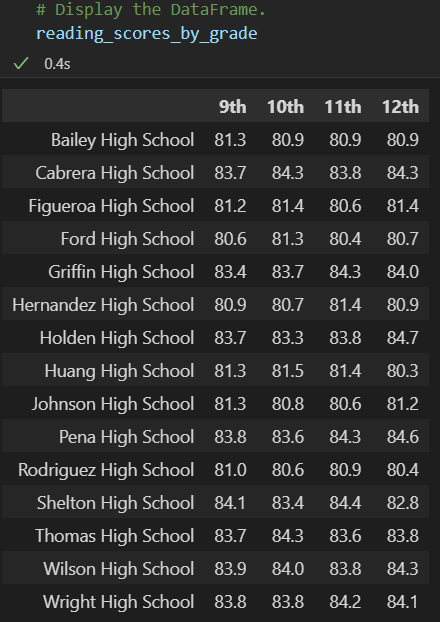 # Display the DataFrame.
reading_scores_by_grade
✓ 0.4s
9th 10th 11th 12th
Bailey High School 81.3 80.9 80.9 80.9
Cabrera High School 83.7 84.3 83.8 84.3
Figueroa High School 81.2 81.4 80.6 81.4
Ford High School 80.6 81.3 80.4 80.7
Griffin High School 83.4 83.7 84.3 84.0
Hernandez High School 80.9 80.7 81.4 80.9
Holden High School 83.7 83.3 83.8 84.7
Huang High School 81.3 81.5 81.4 80.3
Johnson High School 81.3 80.8 80.6 81.2
Pena High School 83.8 83.6 84.3 84.6
Rodriguez High School 81.0 80.6 80.9 80.4
Shelton High School 84.1 83.4 84.4 82.8
Thomas High School 83.7 84.3 83.6 83.8
Wilson High School 83.9 84.0 83.8 84.3
Wright High School 83.8 83.8 84.2 84.1